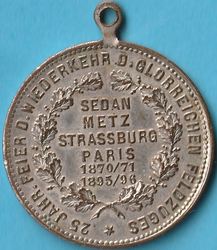 25 JÄHR. FEIER D. WIEDERKEHR. D. GLORREICHEN FELDZUGES
SEDAN
METZ
STRASSBURG
PARIS
1870/71
1895/96